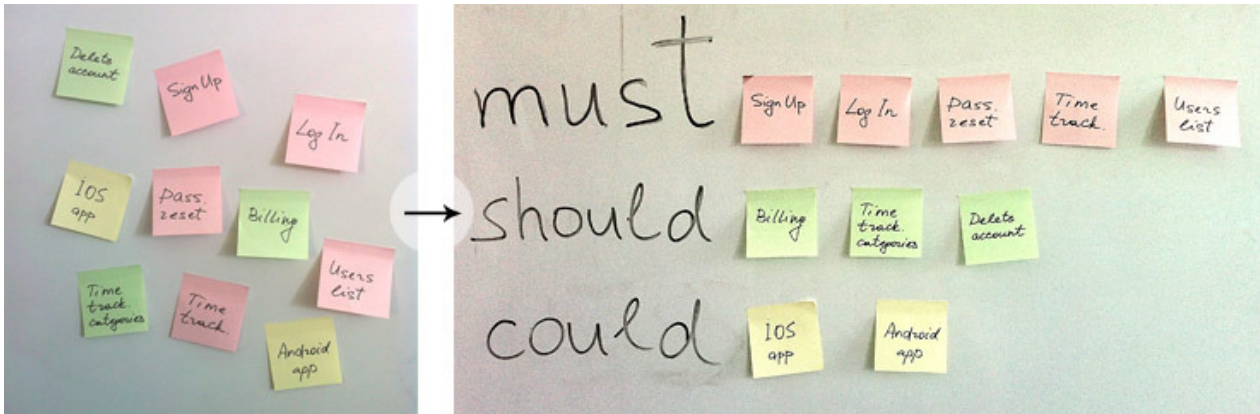 Delete
account
Sign Up
Log In
IOS
app
pass.
reset
Billing
Users
list
Time
track.
categories
Time
track.
Android
app
must
Sign Up
Log In
pass.
reset
Time
track.
Users
list
should
Billing
Time
track.
categories
Delete
account
could
IOS
app
Android
app